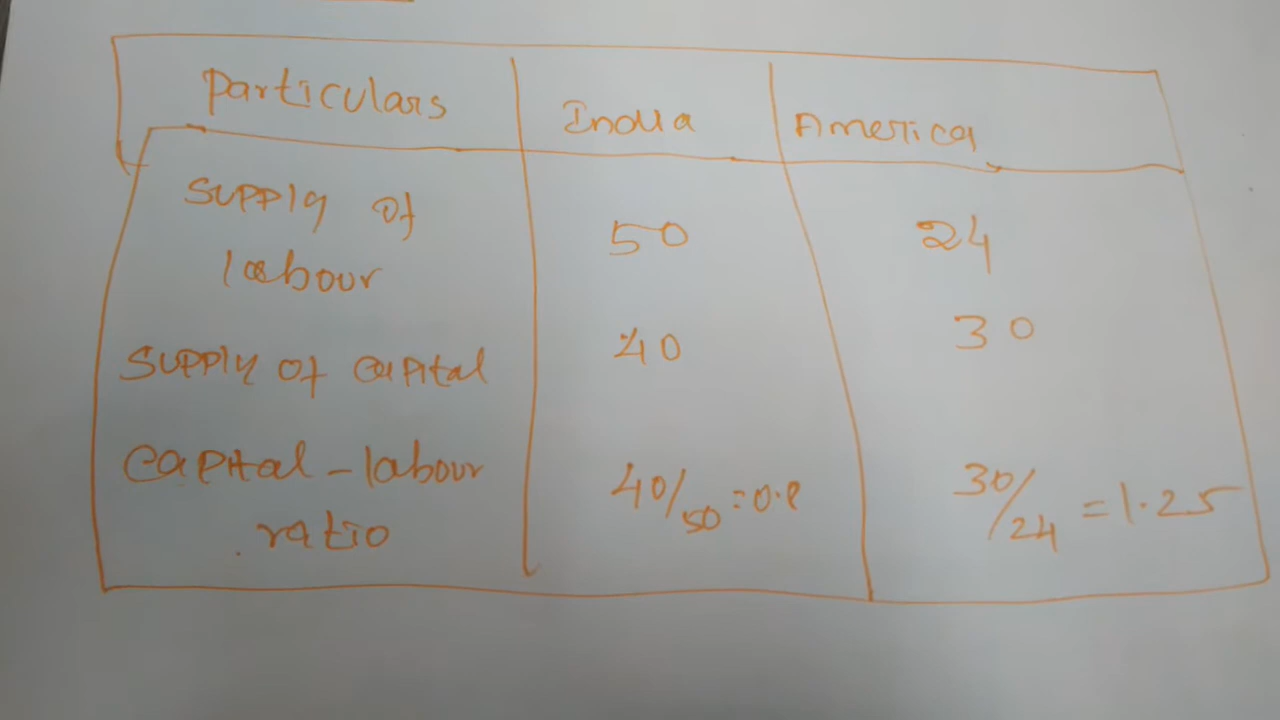 Particulars India America
Supply of labour 50 24
Supply of capital 40 30
Capital-labour ratio 40/50 = 0.8 30/24 = 1.25